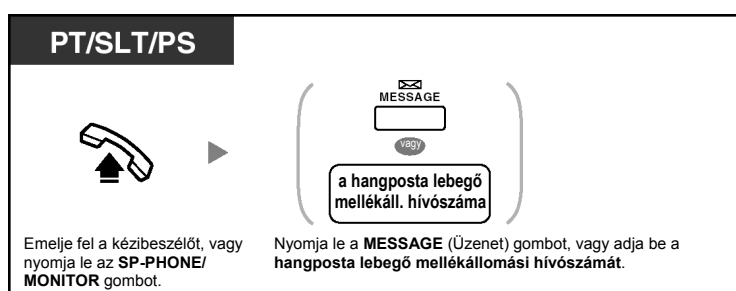 PT/SLT/PS
MESSAGE
vagy
a hangposta lebegő
mellékáll. hívószáma
Emelje fel a kézibeszélőt, vagy
nyomja le az SP-PHONE/
MONITOR gombot.
Nyomja le a MESSAGE (Üzenet) gombot, vagy adja be a
hangposta lebegő mellékállomási hívószámát.